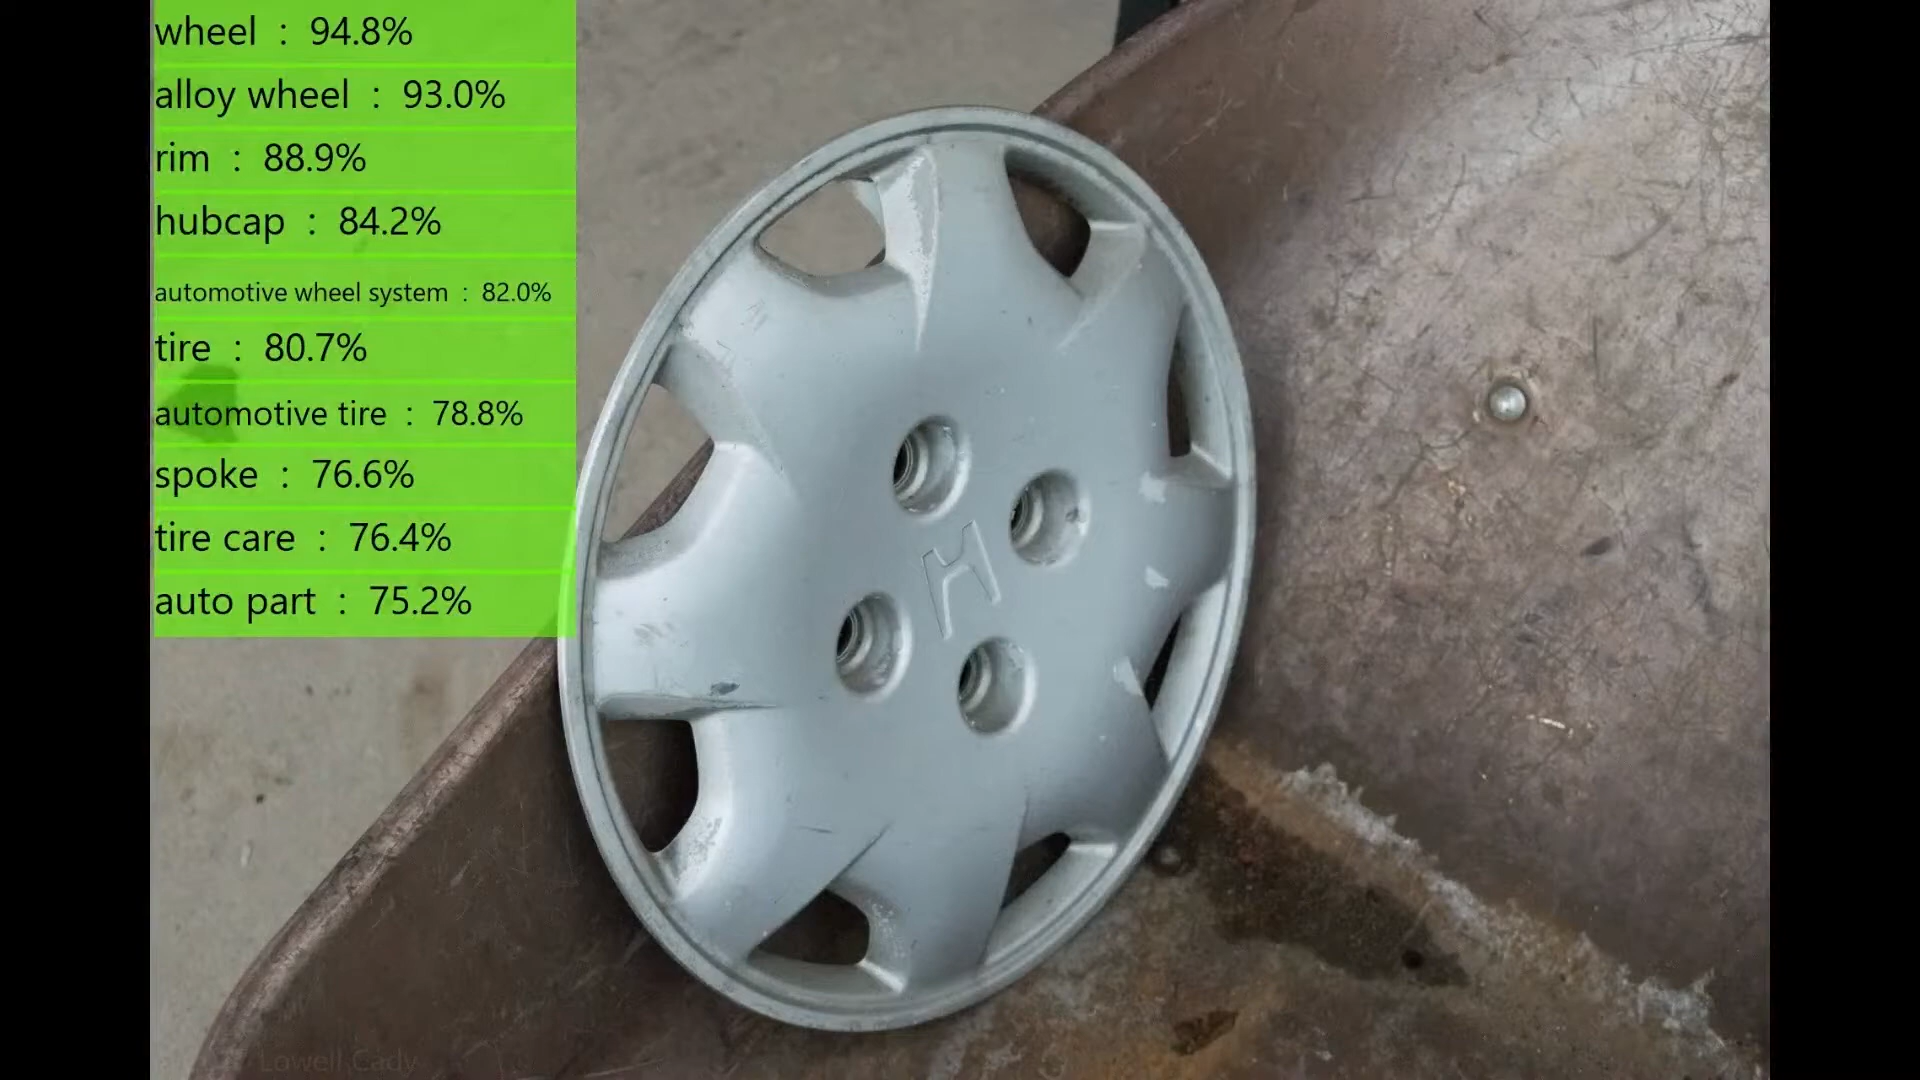 wheel : 94.8%
alloy wheel : 93.0%
rim : 88.9%
hubcap : 84.2%
automotive wheel system : 82.0%
tire : 80.7%
automotive tire : 78.8%
spoke : 76.6%
tire care : 76.4%
auto part : 75.2%
Lowell Cady